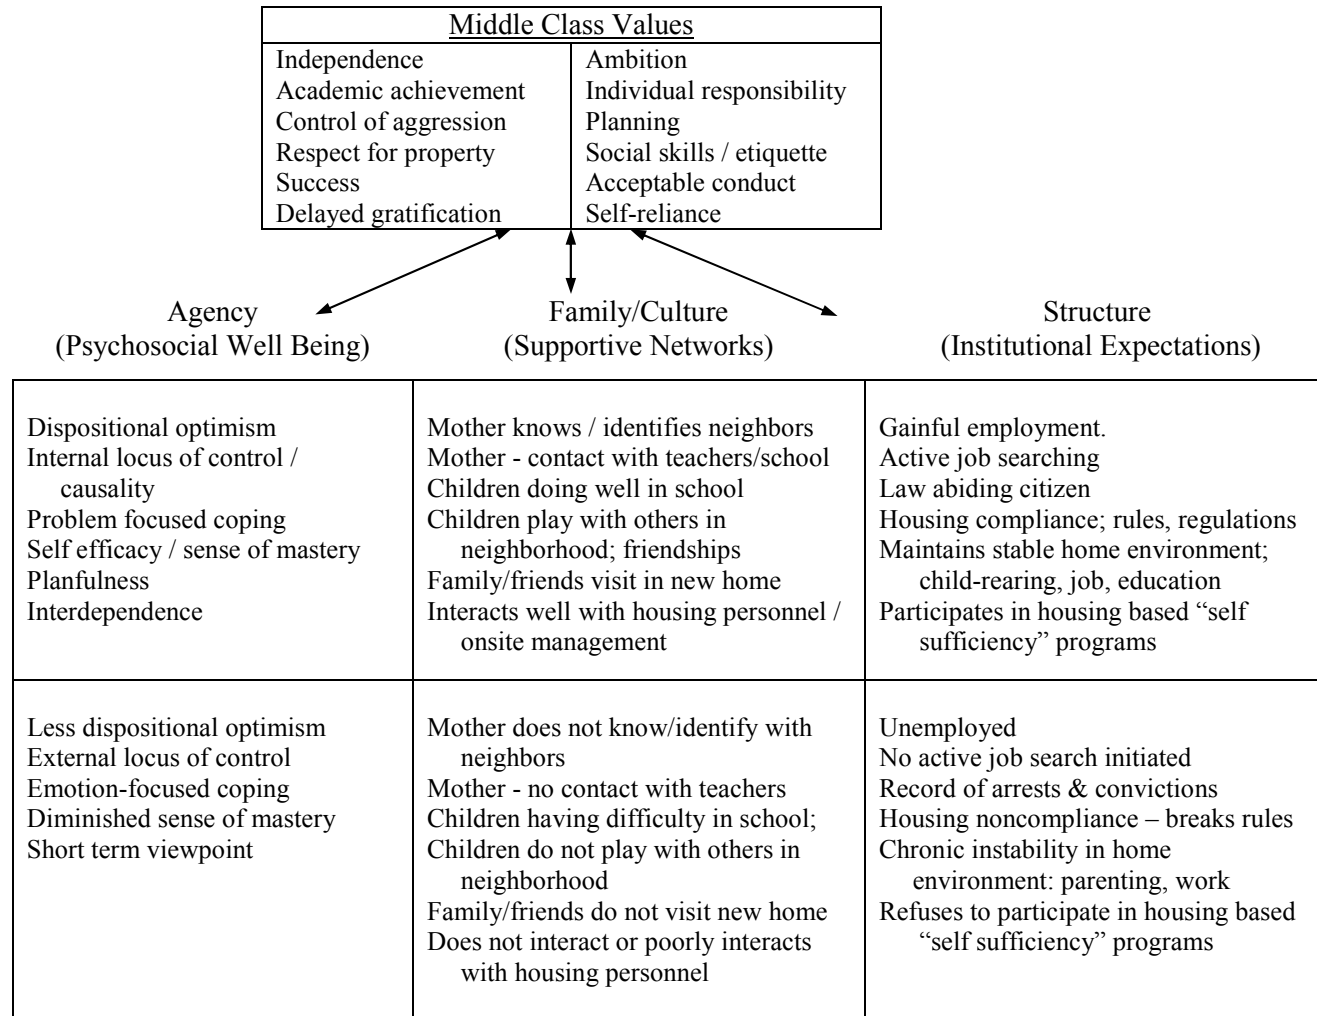 Middle Class Values
Independence
Academic achievement
Control of aggression
Respect for property
Success
Delayed gratification
Ambition
Individual responsibility
Planning
Social skills / etiquette
Acceptable conduct
Self-reliance
Agency
(Psychosocial Well Being)
Family/Culture
(Supportive Networks)
Structure
(Institutional Expectations)
Dispositional optimism
Internal locus of control /
causality
Problem focused coping
Self efficacy / sense of mastery
Planfulness
Interdependence
Mother knows / identifies neighbors
Mother - contact with teachers/school
Children doing well in school
Children play with others in
neighborhood; friendships
Family/friends visit in new home
Interacts well with housing personnel /
onsite management
Gainful employment.
Active job searching
Law abiding citizen
Housing compliance; rules, regulations
Maintains stable home environment;
child-rearing, job, education
Participates in housing based “self
sufficiency” programs
Less dispositional optimism
External locus of control
Emotion-focused coping
Diminished sense of mastery
Short term viewpoint
Mother does not know/identify with
neighbors
Mother - no contact with teachers
Children having difficulty in school;
Children do not play with others in
neighborhood
Family/friends do not visit new home
Does not interact or poorly interacts
with housing personnel
Unemployed
No active job search initiated
Record of arrests & convictions
Housing noncompliance – breaks rules
Chronic instability in home
environment: parenting, work
Refuses to participate in housing based
“self sufficiency” programs